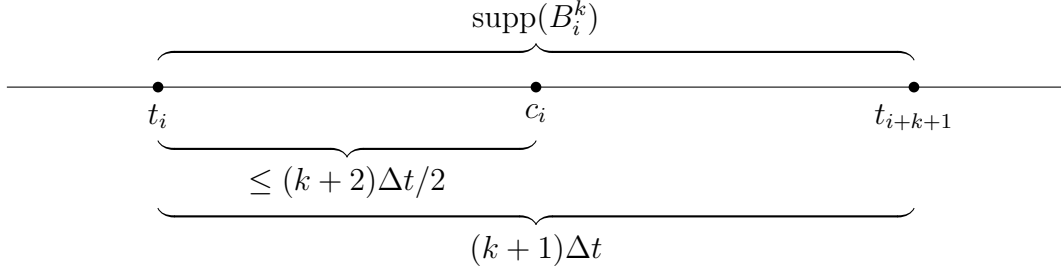 supp(B_i^k)
t_i c_i t_{i+k+1}
≤ (k + 2)Δt/2
(k + 1)Δt